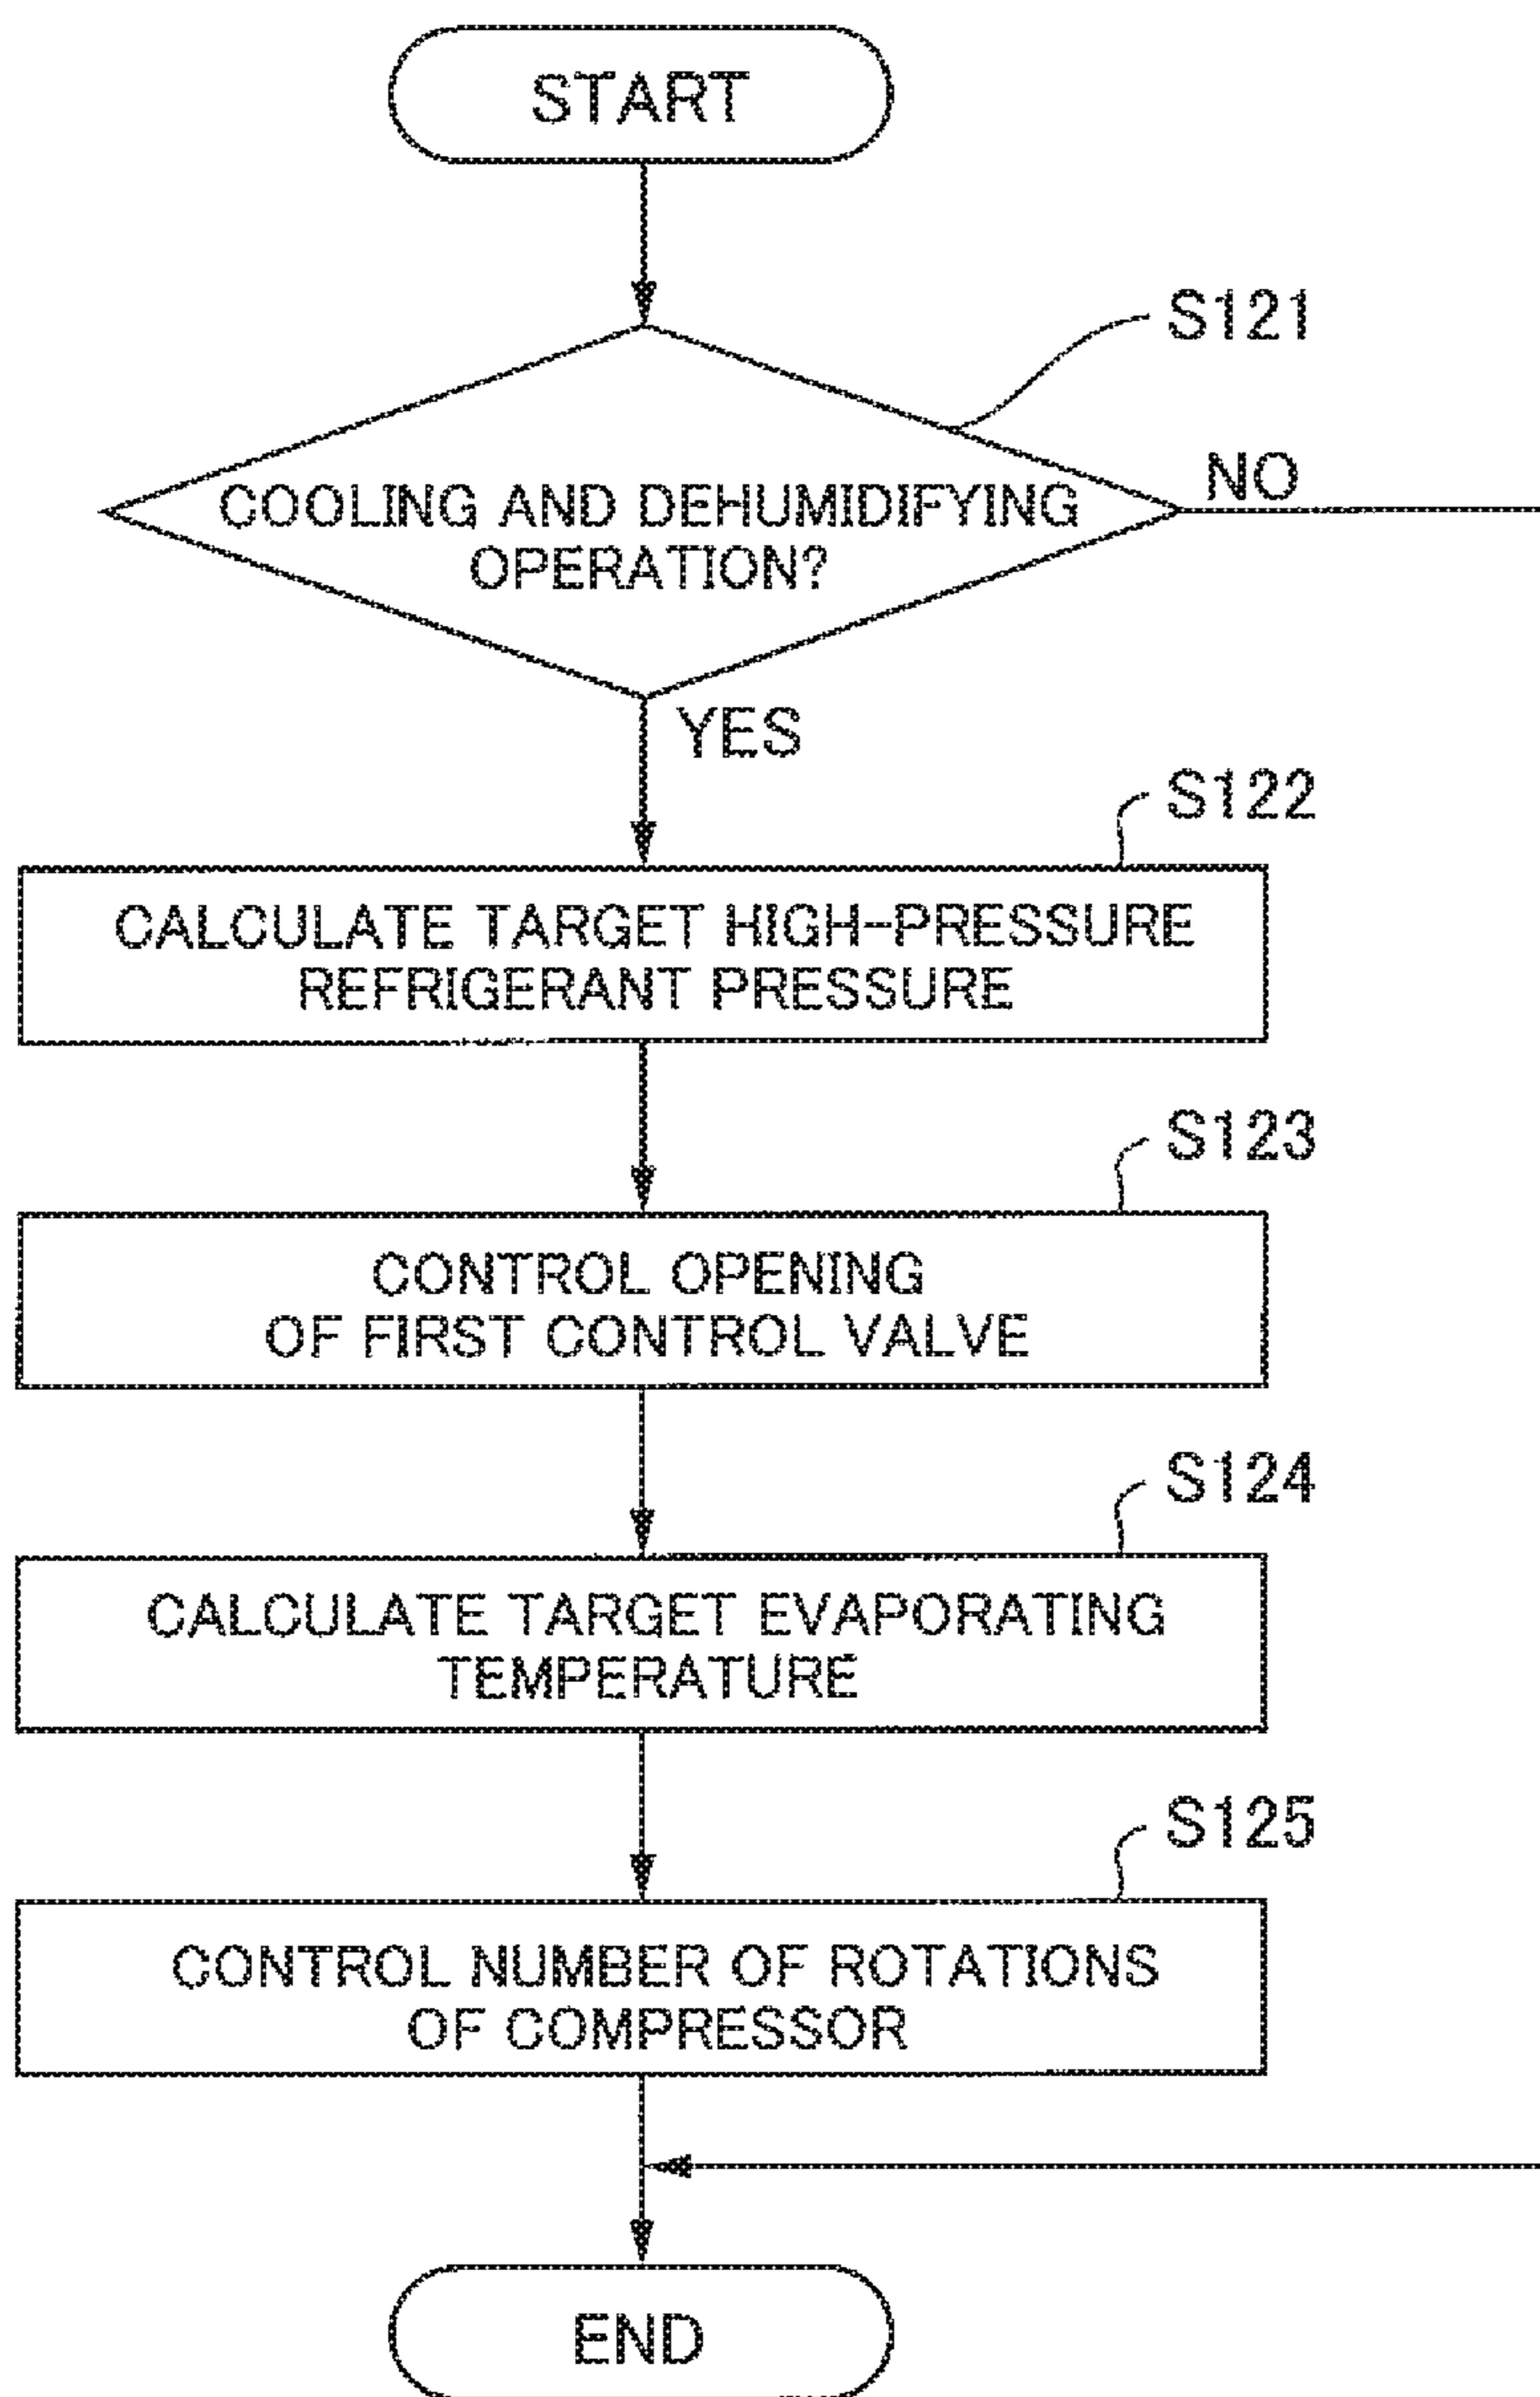 START
S121
NO
COOLING AND DEHUMIDIFYING
OPERATION?
YES
S122
CALCULATE TARGET HIGH-PRESSURE
REFRIGERANT PRESSURE
S123
CONTROL OPENING
OF FIRST CONTROL VALVE
S124
CALCULATE TARGET EVAPORATING
TEMPERATURE
S125
CONTROL NUMBER OF ROTATIONS
OF COMPRESSOR
END